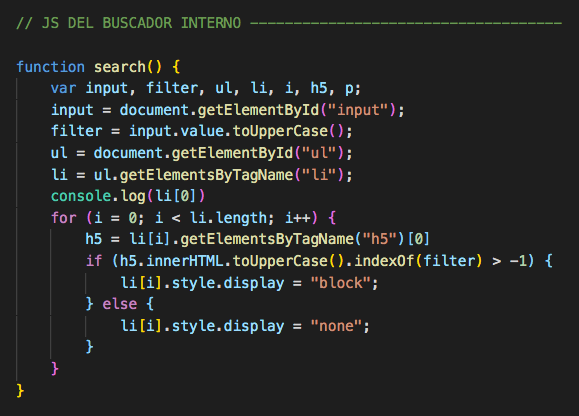 // JS DEL BUSCADOR INTERNO ------------------------------------
function search() {
    var input, filter, ul, li, i, h5, p;
    input = document.getElementById("input");
    filter = input.value.toUpperCase();
    ul = document.getElementById("ul");
    li = ul.getElementsByTagName("li");
    console.log(li[0])
    for (i = 0; i < li.length; i++) {
        h5 = li[i].getElementsByTagName("h5")[0]
        if (h5.innerHTML.toUpperCase().indexOf(filter) > -1) {
            li[i].style.display = "block";
        } else {
            li[i].style.display = "none";
        }
    }
}